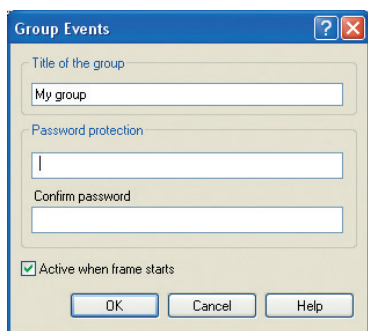 Group Events
Title of the group
My group
Password protection
Confirm password
Active when frame starts
OK Cancel Help